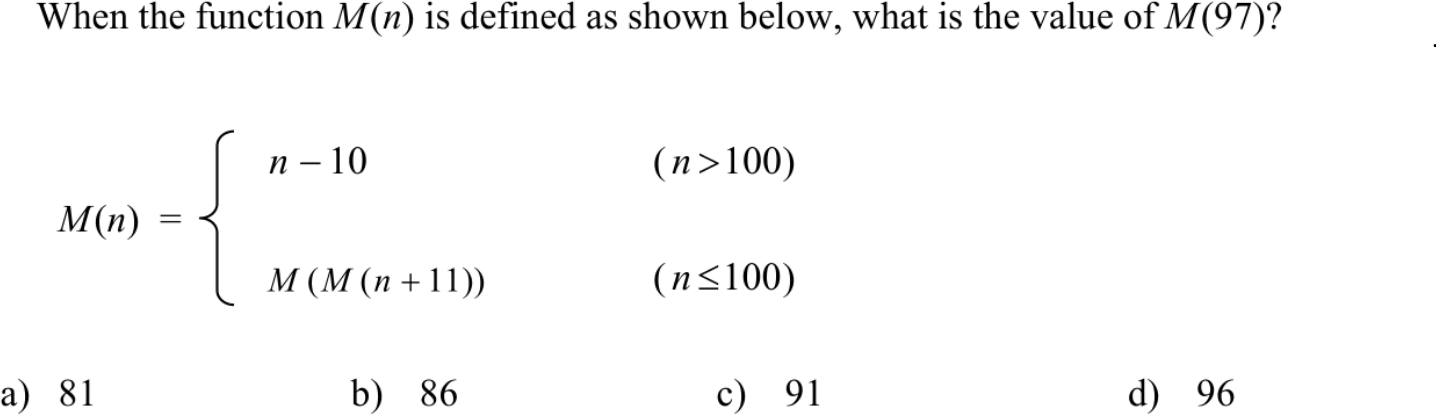 When the function M(n) is defined as shown below, what is the value of M(97)?
n – 10 (n>100)
M(n) =
M(M(n+11)) (n≤100)
a) 81 b) 86 c) 91 d) 96